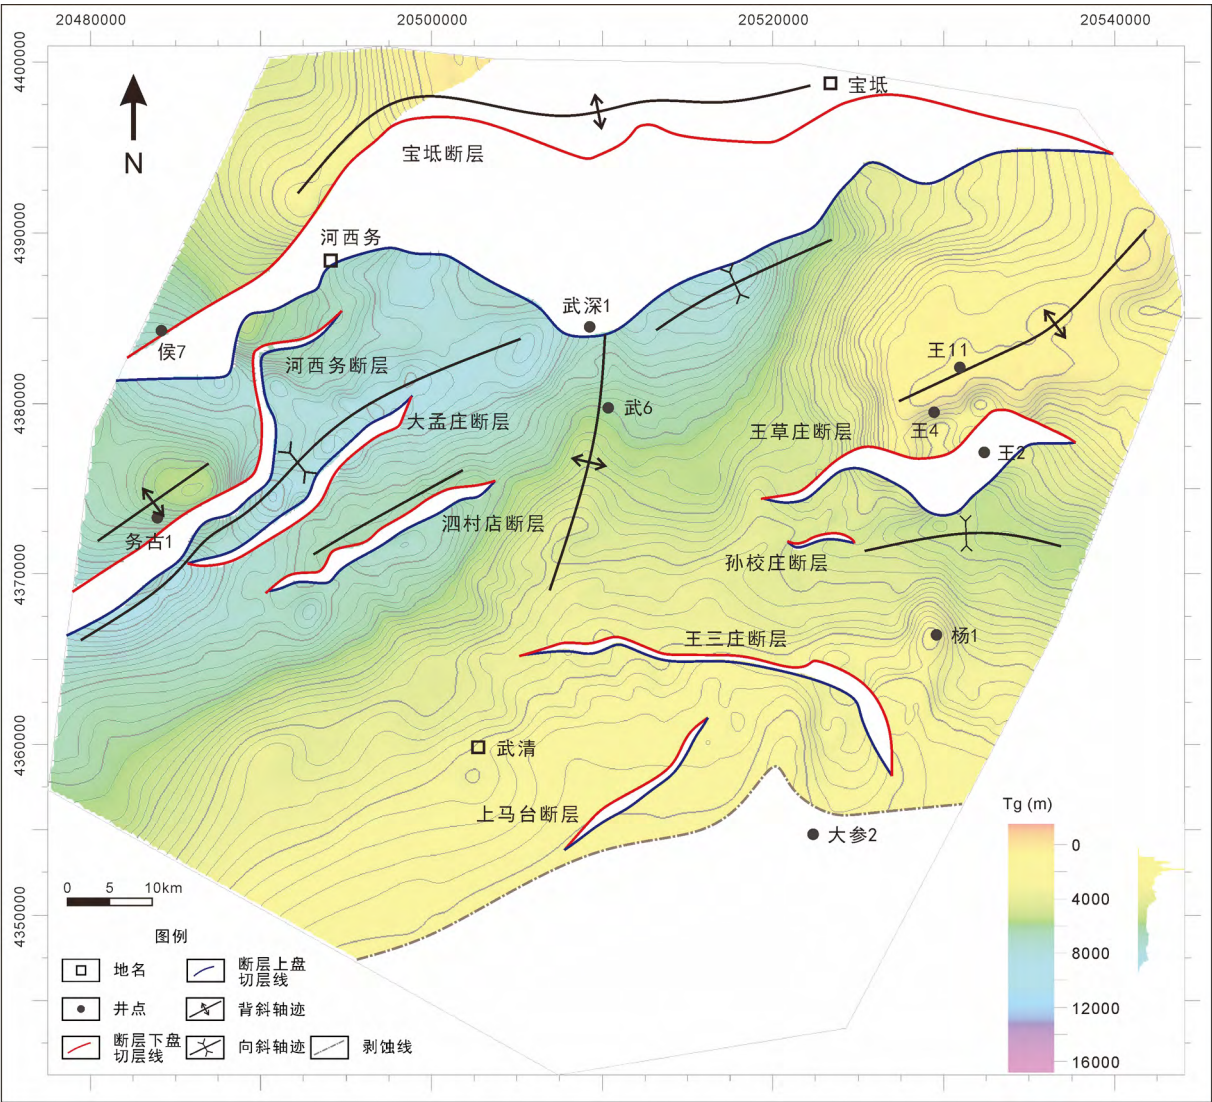 20480000
20500000
20520000
20540000
4400000
4390000
4380000
4370000
4360000
4350000
N
宝坻
宝坻断层
河西务
武深1
侯7
河西务断层
王11
大孟庄断层
武6
王草庄断层
王4
王2
泗村店断层
务古1
孙校庄断层
王三庄断层
杨1
武清
上马台断层
大参2
Tg (m)
0
4000
8000
12000
16000
0 5 10km
图例
地名
断层上盘
切层线
井点
背斜轴迹
断层下盘
切层线
向斜轴迹
剥蚀线